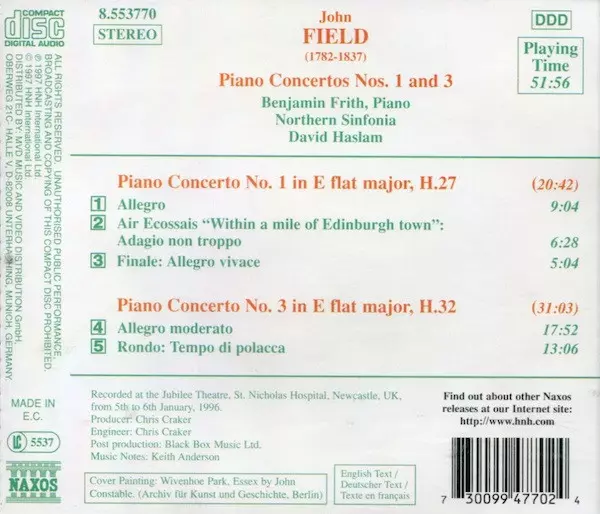 COMPACT
disc
DIGITAL AUDIO
8.553770
STEREO
John
FIELD
(1782-1837)
DDD
Playing
Time
51:56
Piano Concertos Nos. 1 and 3
Benjamin Frith, Piano
Northern Sinfonia
David Haslam
Piano Concerto No. 1 in E flat major, H.27 (20:42)
1 Allegro 9:04
2 Air Ecossais “Within a mile of Edinburgh town”:
Adagio non troppo 6:28
3 Finale: Allegro vivace 5:04
Piano Concerto No. 3 in E flat major, H.32 (31:03)
4 Allegro moderato 17:52
5 Rondo: Tempo di polacca 13:06
Recorded at the Jubilee Theatre, St. Nicholas Hospital, Newcastle, UK,
from 5th to 6th January, 1996.
Producer: Chris Craker
Engineer: Chris Craker
Post production: Black Box Music Ltd.
Music Notes: Keith Anderson
Cover Painting: Wivenhoe Park, Essex by John
Constable. (Archiv für Kunst und Geschichte, Berlin)
English Text /
Deutscher Text /
Texte en français
Find out about other Naxos
releases at our Internet site:
http://www.hnh.com
7 30099 47702 4
ALL RIGHTS RESERVED. UNAUTHORISED PUBLIC PERFORMANCE,
BROADCASTING AND COPYING OF THIS COMPACT DISC PROHIBITED.
℗ 1997 HNH International Ltd.
© 1997 HNH International Ltd.
DISTRIBUTED BY: MVD MUSIC AND VIDEO DISTRIBUTION GmbH,
OBERWEG 21C- HALLE V, D-82008 UNTERHACHING, MUNICH, GERMANY.
MADE IN
E.C.
LC 5537
NAXOS